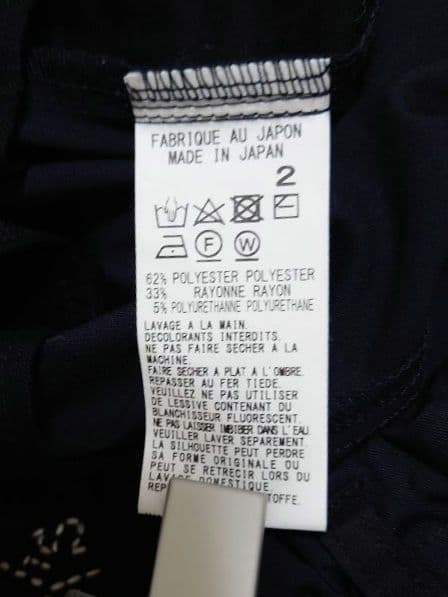 FABRIQUE AU JAPON
MADE IN JAPAN
2
F W
62% POLYESTER POLYESTER
33% RAYONNE RAYON
5% POLYURETHANNE POLYURETHANE
LAVAGE A LA MAIN.
DECOLORANTS INTERDITS.
NE PAS FAIRE SECHER A LA
MACHINE.
FAIRE SECHER A PLAT A L'OMBRE.
REPASSER AU FER TIEDE.
VEUILLEZ NE PAS UTILISER
DE LESSIVE CONTENANT DU
BLANCHISSEUR FLUORESCENT.
NE PAS LAISSER IMBIBER DANS L'EAU
VEUILLER LAVER SEPAREMENT
LA SILHOUETTE PEUT PERDRE
SA FORME ORIGINALE OU
PEUT SE RETRECIR LORS DU
LAVAGE DOMESTIQUE.